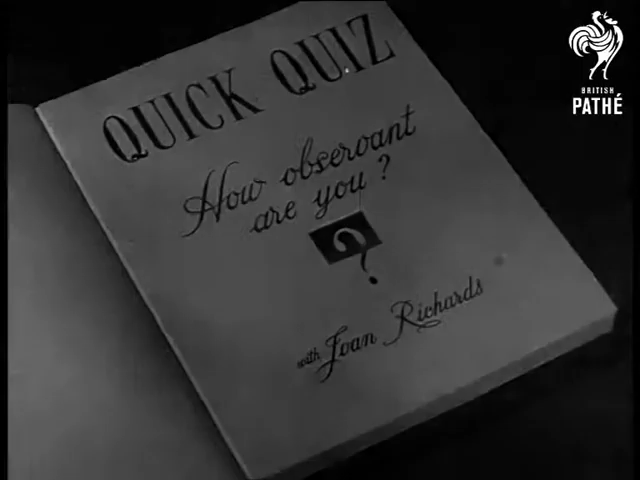 QUICK QUIZ
How observant
are you ?
?
with Joan Richards
BRITISH
PATHÉ